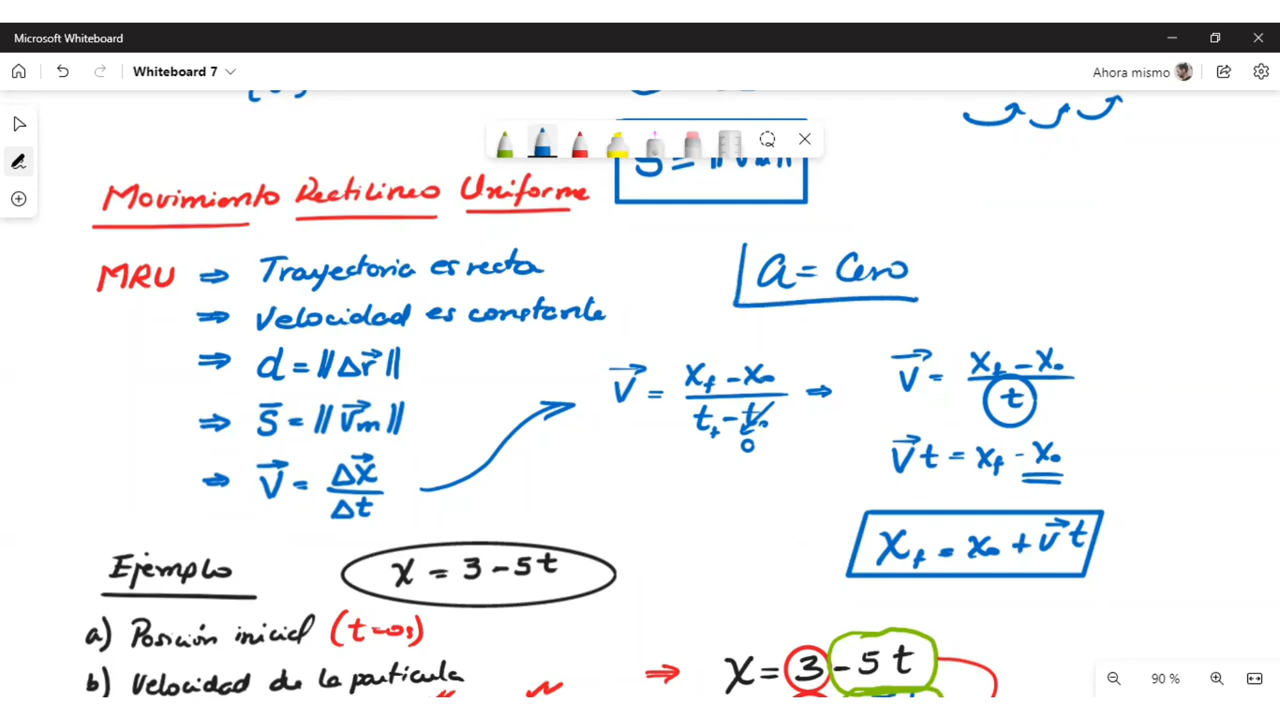 Microsoft Whiteboard
Whiteboard 7
Ahora mismo
Movimiento Rectilineo Uniforme
MRU ⇒ Trayectoria es recta
a = Cero
⇒ Velocidad es constante
⇒ d = ‖Δr⃗‖
⇒ S̄ = ‖V⃗m‖
⇒ V⃗ = Δx⃗/Δt
V⃗ = (xf − x₀)/(tf − t₀) ⇒ V⃗ = (xf − x₀)/t
0
V⃗t = xf − x₀
xf = x₀ + V⃗t
Ejemplo
x = 3 − 5t
a) Posición inicial (t=0s)
b) Velocidad de la particula
⇒ x = 3 − 5t
90 %